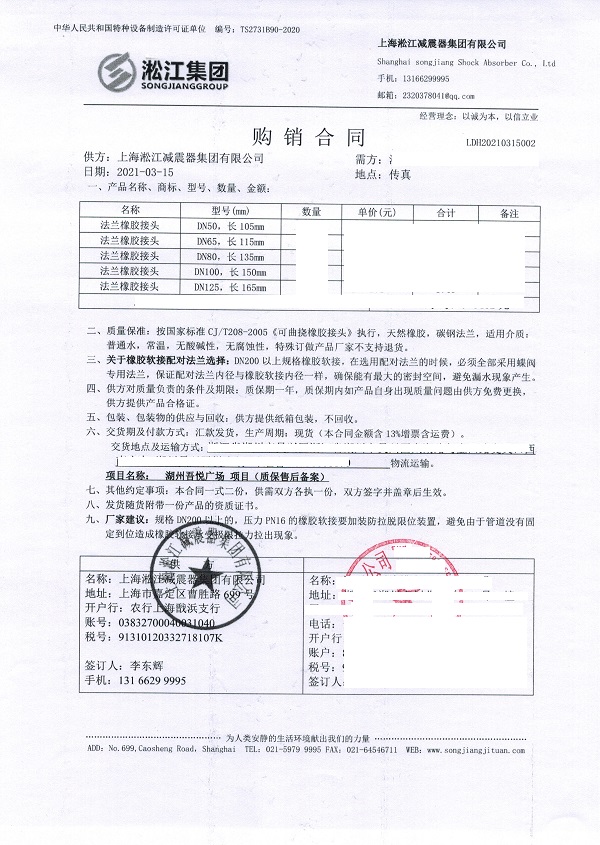 中华人民共和国特种设备制造许可证单位 编号：TS2731B90-2020
淞江集团
SONGJIANGGROUP
上海淞江减震器集团有限公司
Shanghai songjiang Shock Absorber Co., Ltd
手机：13166299995
邮箱：2320378041@qq.com
经营理念：以诚为本，以信立业
购销合同
LDH20210315002
供方：上海淞江减震器集团有限公司 需方：
日期：2021-03-15 地点：传真
一、产品名称、商标、型号、数量、金额：
名称 型号(mm) 数量 单价(元) 合计 备注
法兰橡胶接头 DN50，长 105mm
法兰橡胶接头 DN65，长 115mm
法兰橡胶接头 DN80，长 135mm
法兰橡胶接头 DN100，长 150mm
法兰橡胶接头 DN125，长 165mm
二、质量保准：按国家标准 CJ/T208-2005《可曲挠橡胶接头》执行，天然橡胶，碳钢法兰，适用介质：
普通水，常温，无酸碱性，无腐蚀性，特殊订做产品厂家不支持退货。
三、关于橡胶软接配对法兰选择：DN200 以上规格橡胶软接，在选用配对法兰的时候，必须全部采用蝶阀
专用法兰，保证配对法兰内径与橡胶软接内径一样，确保能有最大的密封空间，避免漏水现象产生。
四、供方对质量负责的条件及期限：质保期一年，质保期内如产品自身出现质量问题由供方免费更换，
供方提供产品合格证。
五、包装、包装物的供应与回收：供方提供纸箱包装，不回收。
六、交货期及付款方式：汇款发货，生产周期：现货（本合同金额含 13%增票含运费）。
交货地点及运输方式：
物流运输。
项目名称： 湖州吾悦广场 项目（质保售后备案）
七、其他约定事项：本合同一式二份，供需双方各执一份，双方签字并盖章后生效。
八、发货随货附带一份产品的资质证书。
九、厂家建议：规格 DN200 以上的，压力 PN16 的橡胶软接要加装防拉脱限位装置，避免由于管道没有固
定到位造成橡胶软接承受极限拉力拉出现象。
供 方
名称：上海淞江减震器集团有限公司
地址：上海市嘉定区曹胜路 699 号
开户行：农行上海戬浜支行
账号：03832700040031040
税号：91310120332718107K
签订人：李东辉
手机：131 6629 9995
名称：
地址：
电话：
开户行
账户：
税号：
签订人：
上海淞江减震器集团有限公司
公司
为人类安静的生活环境献出我们的力量
ADD: No.699,Caosheng Road, Shanghai TEL: 021-5979 9995 FAX: 021-64546711 WEB: www.songjiangjituan.com